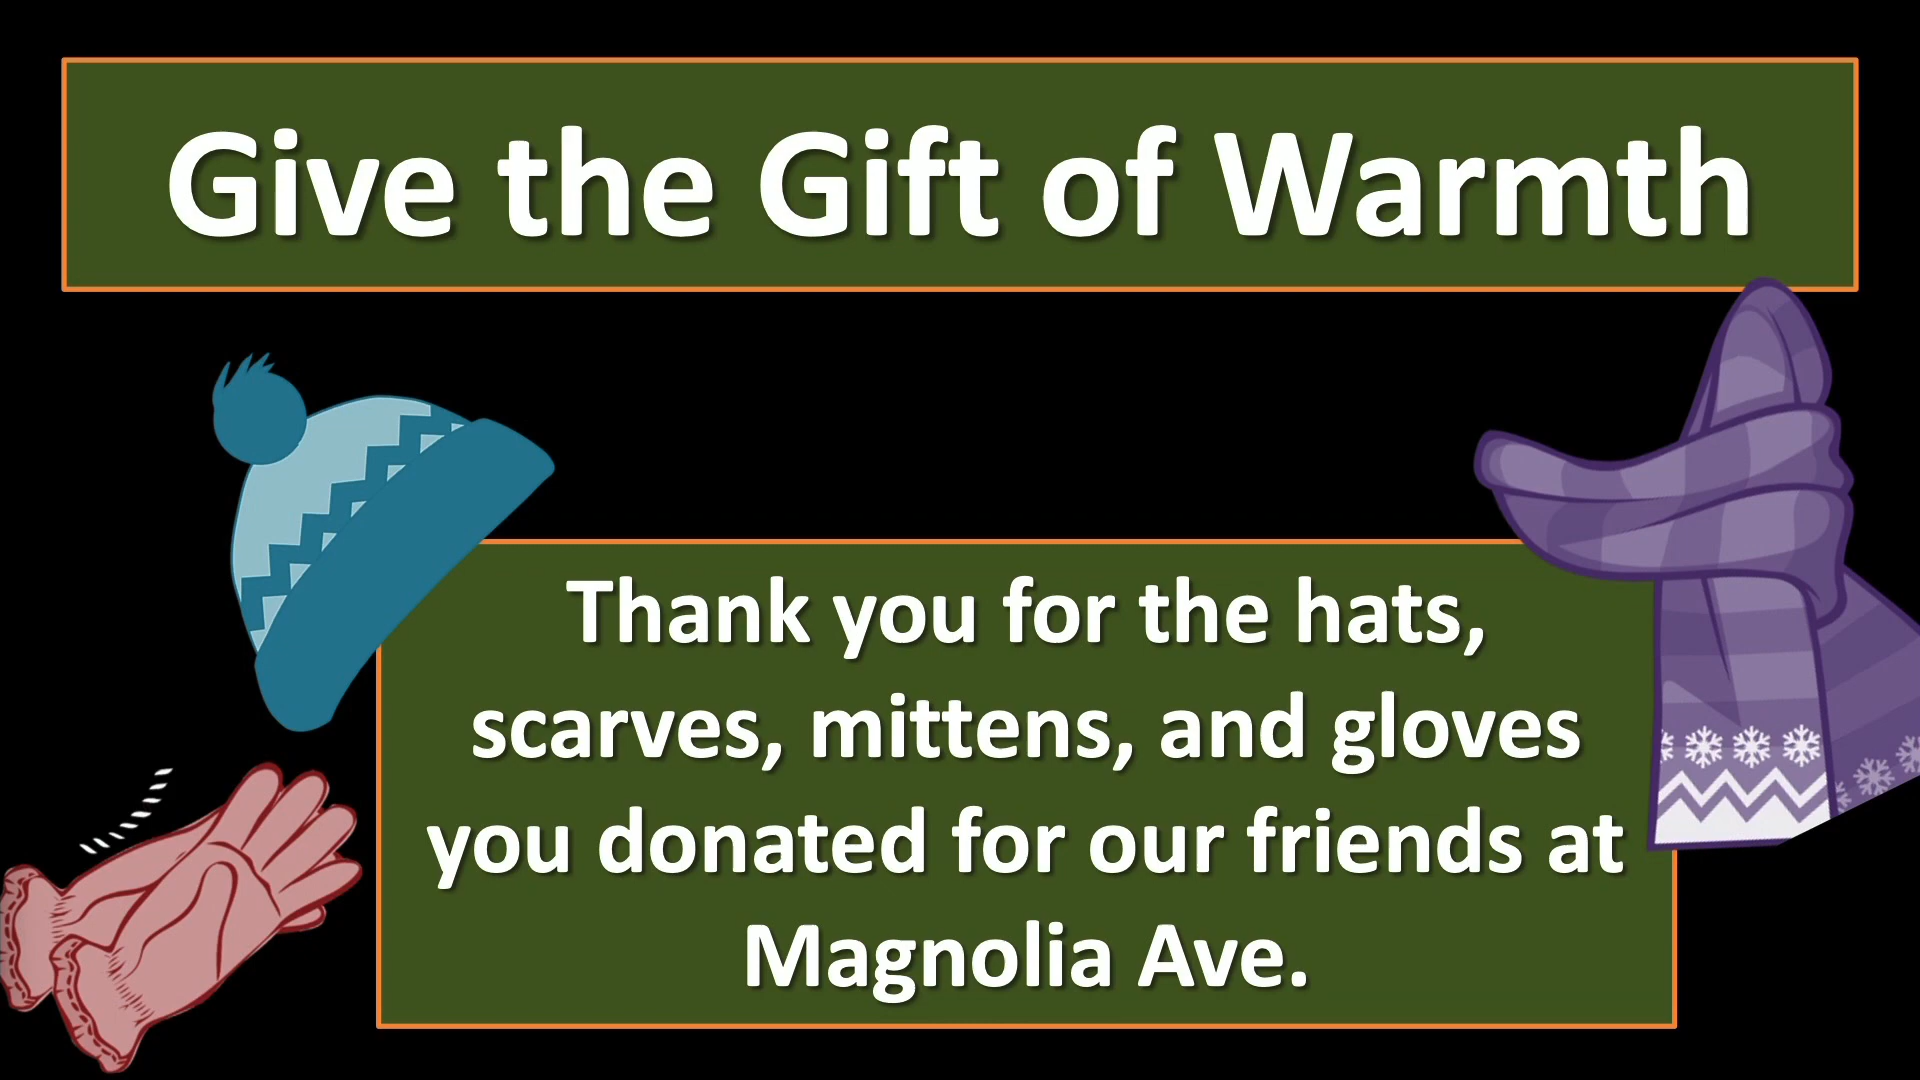 Give the Gift of Warmth
Thank you for the hats,
scarves, mittens, and gloves
you donated for our friends at
Magnolia Ave.